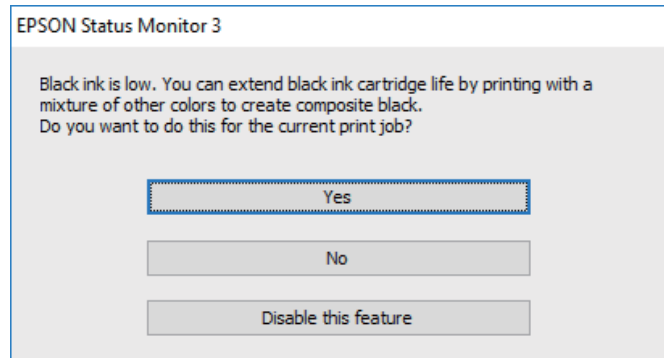 EPSON Status Monitor 3
Black ink is low. You can extend black ink cartridge life by printing with a
mixture of other colors to create composite black.
Do you want to do this for the current print job?
Yes
No
Disable this feature